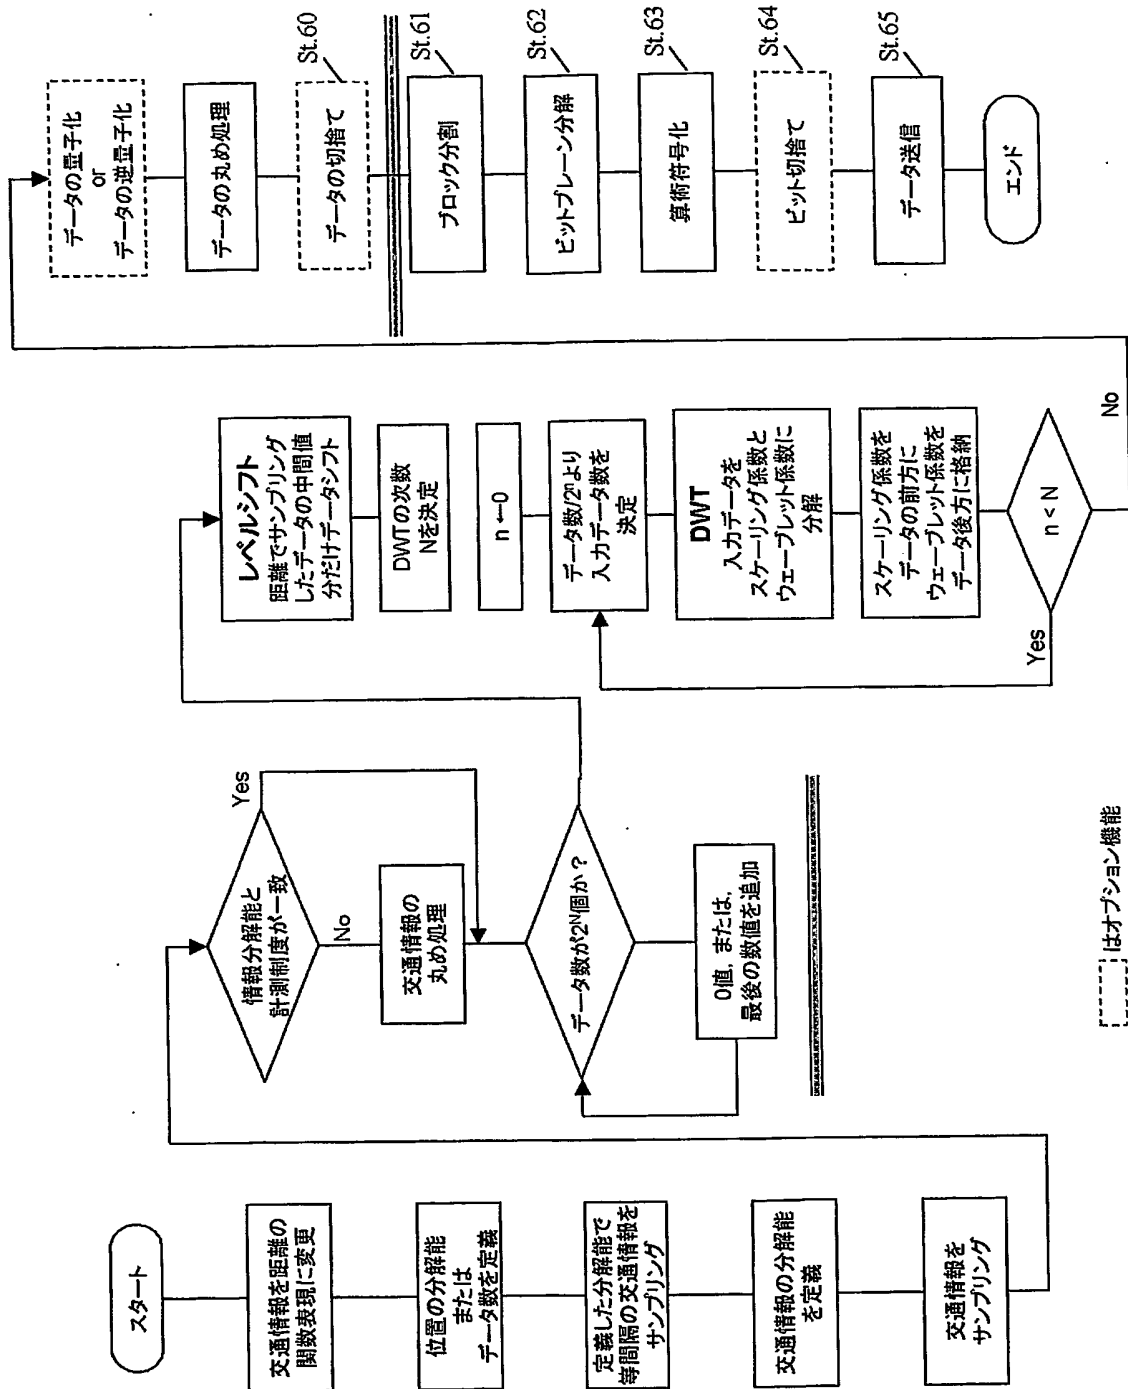 スタート
交通情報を距離の
関数表現に変更
位置の分解能
または
データ数を定義
定義した分解能で
等間隔の交通情報を
サンプリング
交通情報の分解能
を定義
交通情報を
サンプリング
情報分解能と
計測制度が一致
Yes
No
交通情報の
丸め処理
データ数が2ᴺ個か？
0値，または，
最後の数値を追加
レベルシフト
距離でサンプリング
したデータの中間値
分だけデータシフト
DWTの次数
Nを決定
n←0
データ数/2ⁿより
入力データ数を
決定
DWT
入力データを
スケーリング係数と
ウェーブレット係数に
分解
スケーリング係数を
データの前方に
ウェーブレット係数を
データ後方に格納
n < N
Yes
No
データの量子化
or
データの逆量子化
データの丸め処理
データの切捨て
St.60
ブロック分割
St.61
ビットプレーン分解
St.62
算術符号化
St.63
ビット切捨て
St.64
データ送信
St.65
エンド
はオプション機能